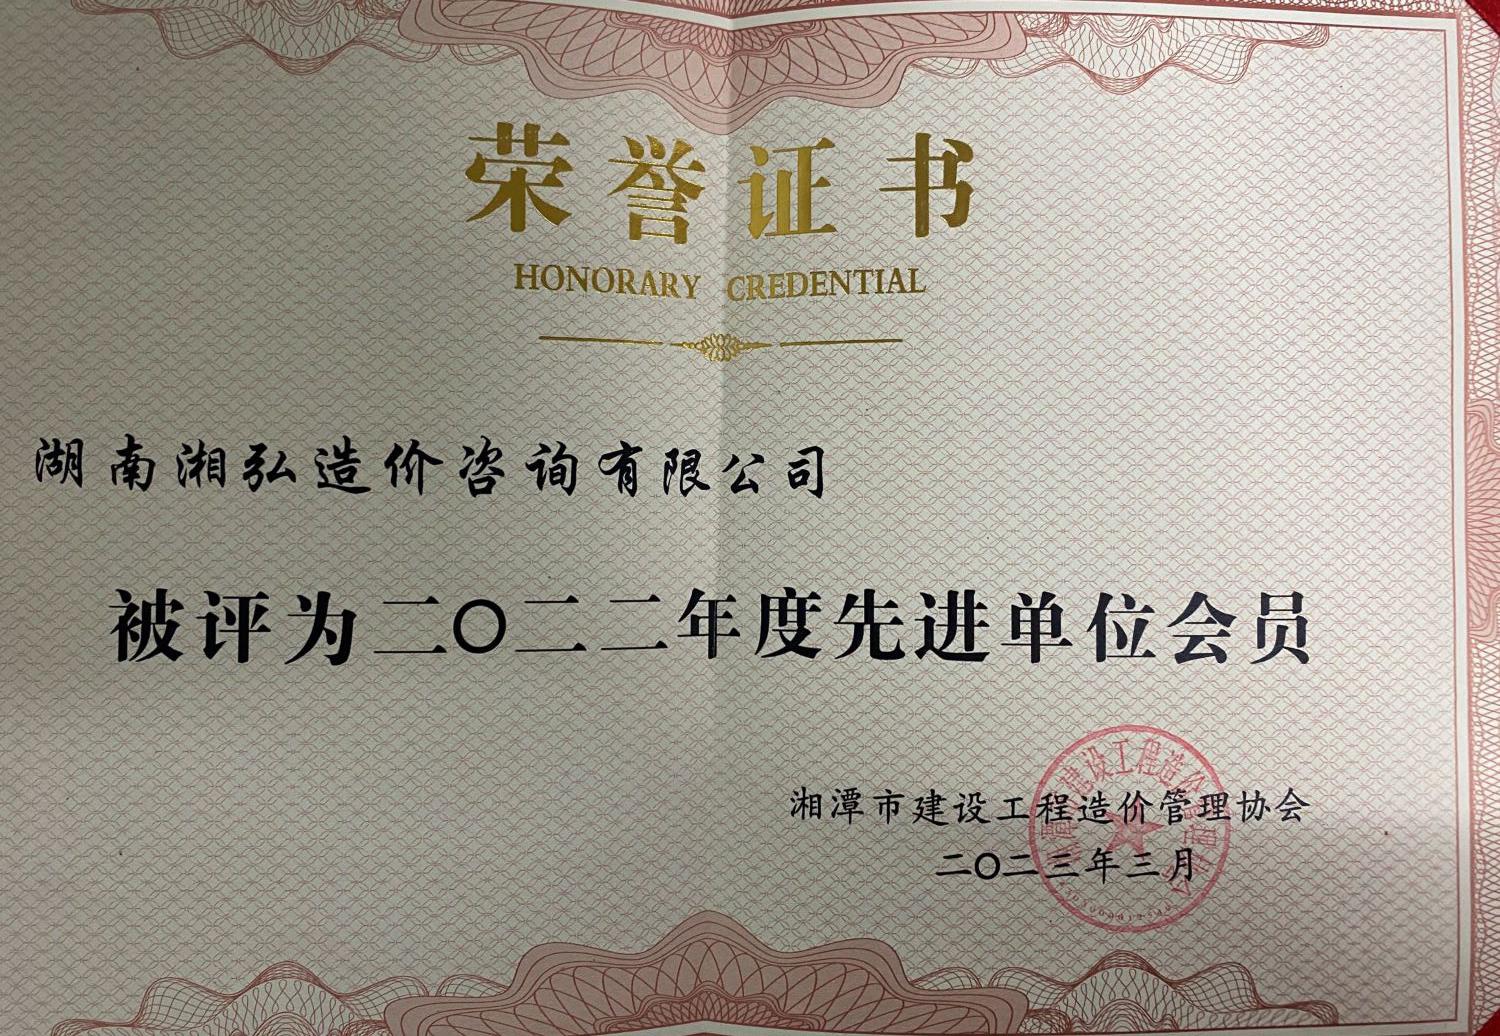 荣誉证书
HONORARY CREDENTIAL
湖南湘弘造价咨询有限公司
被评为二〇二二年度先进单位会员
湘潭市建设工程造价管理协会
二〇二三年三月